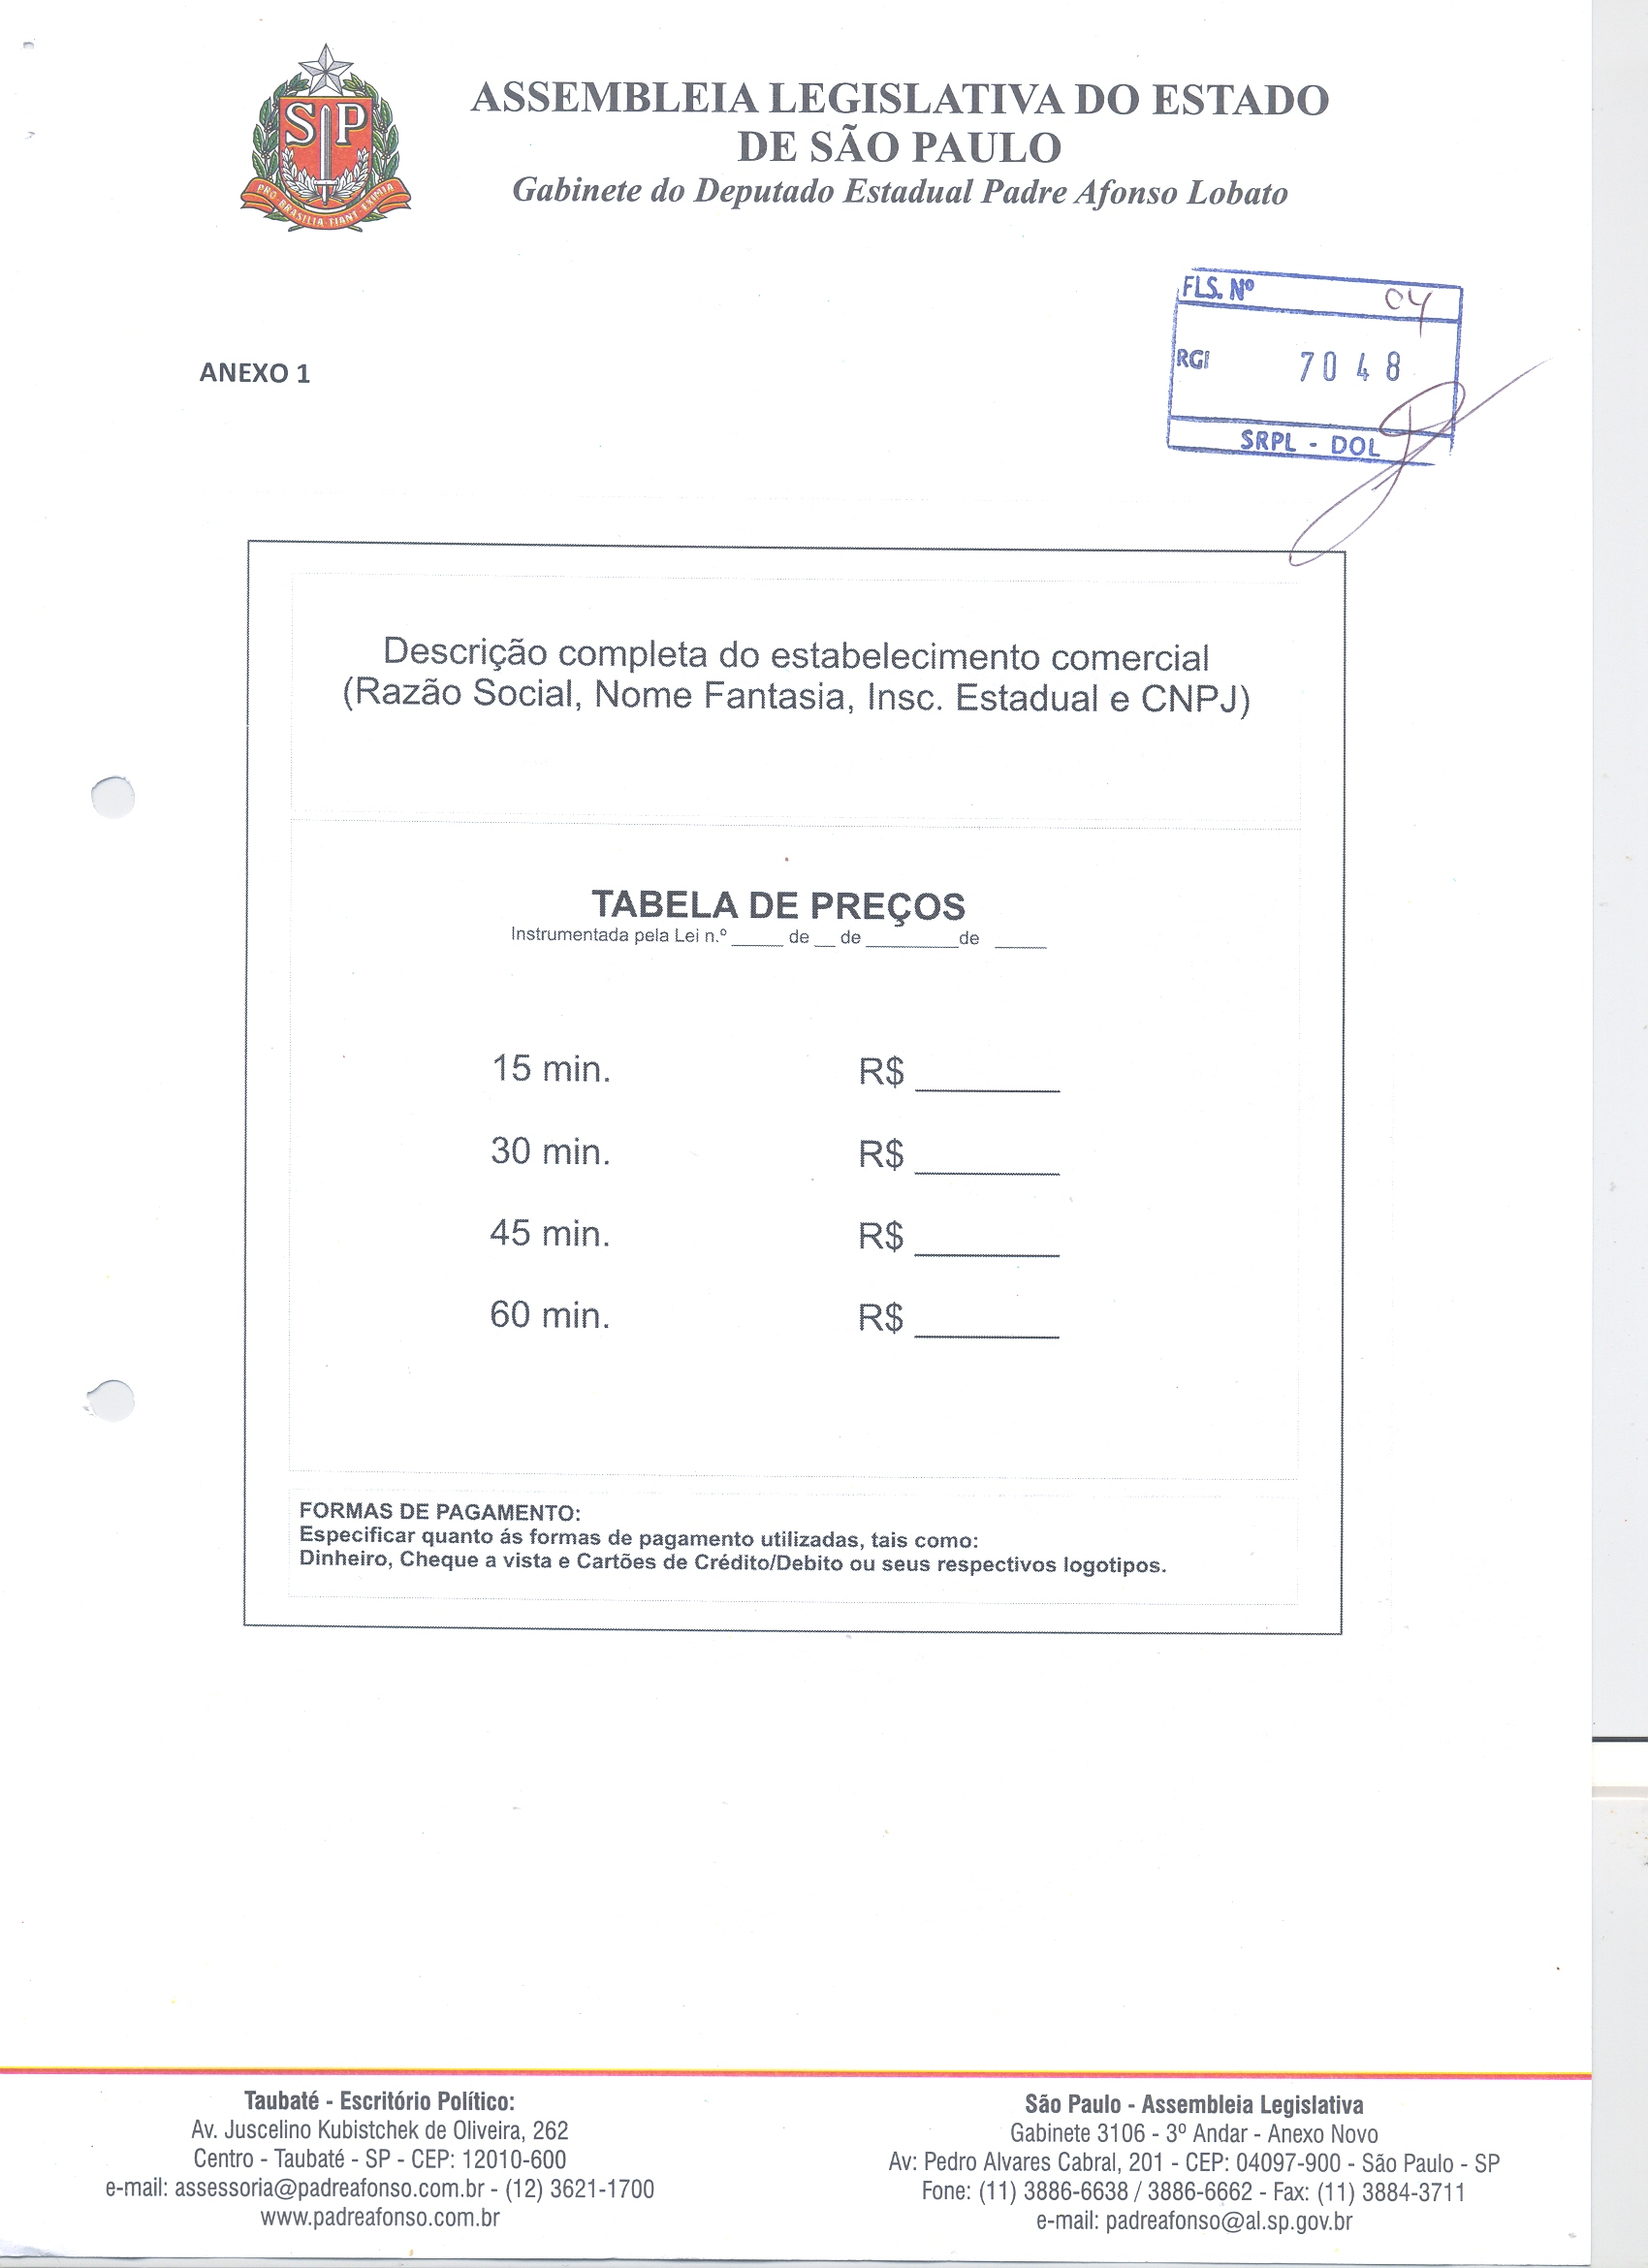 S P
PRO·BRASILIA·FIANT·EXIMIA
ASSEMBLEIA LEGISLATIVA DO ESTADO
DE SÃO PAULO
Gabinete do Deputado Estadual Padre Afonso Lobato
FLS. Nº 04
RGI 7048
SRPL - DOL
ANEXO 1
Descrição completa do estabelecimento comercial
(Razão Social, Nome Fantasia, Insc. Estadual e CNPJ)
TABELA DE PREÇOS
Instrumentada pela Lei n.º _____ de __ de _________de _____
15 min. R$ _______
30 min. R$ _______
45 min. R$ _______
60 min. R$ _______
FORMAS DE PAGAMENTO:
Especificar quanto ás formas de pagamento utilizadas, tais como:
Dinheiro, Cheque a vista e Cartões de Crédito/Debito ou seus respectivos logotipos.
Taubaté - Escritório Político:
Av. Juscelino Kubistchek de Oliveira, 262
Centro - Taubaté - SP - CEP: 12010-600
e-mail: assessoria@padreafonso.com.br - (12) 3621-1700
www.padreafonso.com.br
São Paulo - Assembleia Legislativa
Gabinete 3106 - 3º Andar - Anexo Novo
Av: Pedro Alvares Cabral, 201 - CEP: 04097-900 - São Paulo - SP
Fone: (11) 3886-6638 / 3886-6662 - Fax: (11) 3884-3711
e-mail: padreafonso@al.sp.gov.br